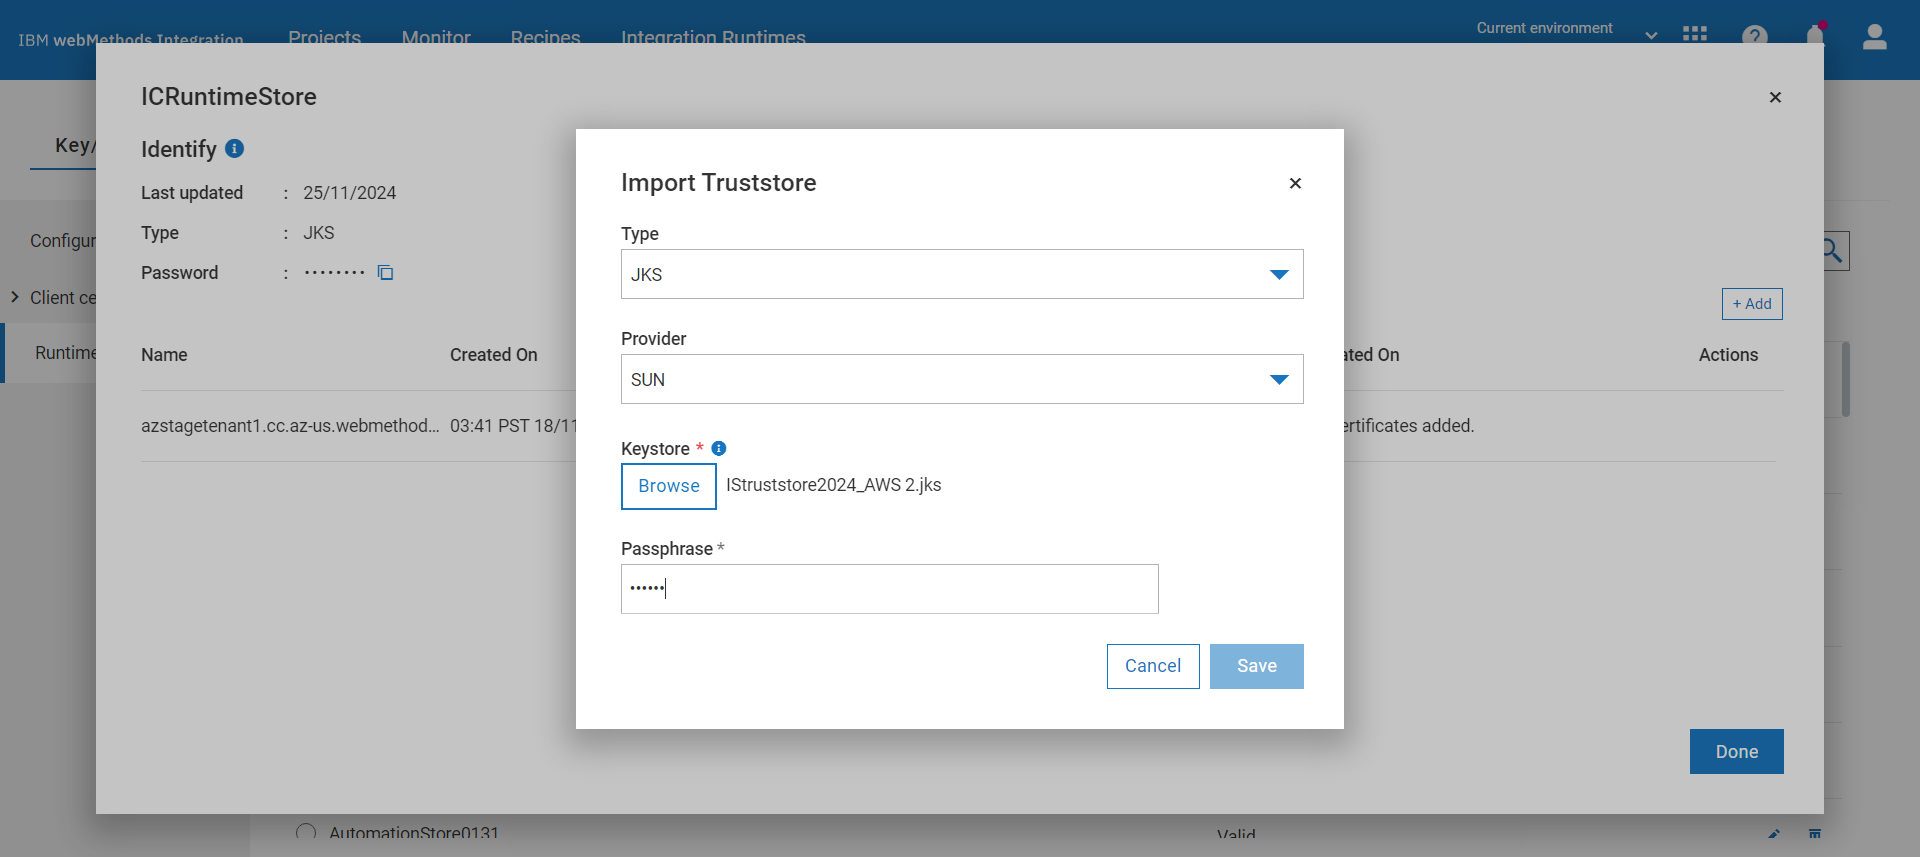 IBM webMethods Integration
Projects
Monitor
Recipes
Integration Runtimes
Current environment
ICRuntimeStore
Key/
Identify
Last updated : 25/11/2024
Type : JKS
Password : ••••••••
Configur
Client ce
Runtime
+ Add
Name
Created On
ated On
Actions
azstagetenant1.cc.az-us.webmethod...
03:41 PST 18/11
ertificates added.
Import Truststore
Type
JKS
Provider
SUN
Keystore *
Browse
IStruststore2024_AWS 2.jks
Passphrase *
••••••
Cancel
Save
Done
AutomationStore0131
Valid